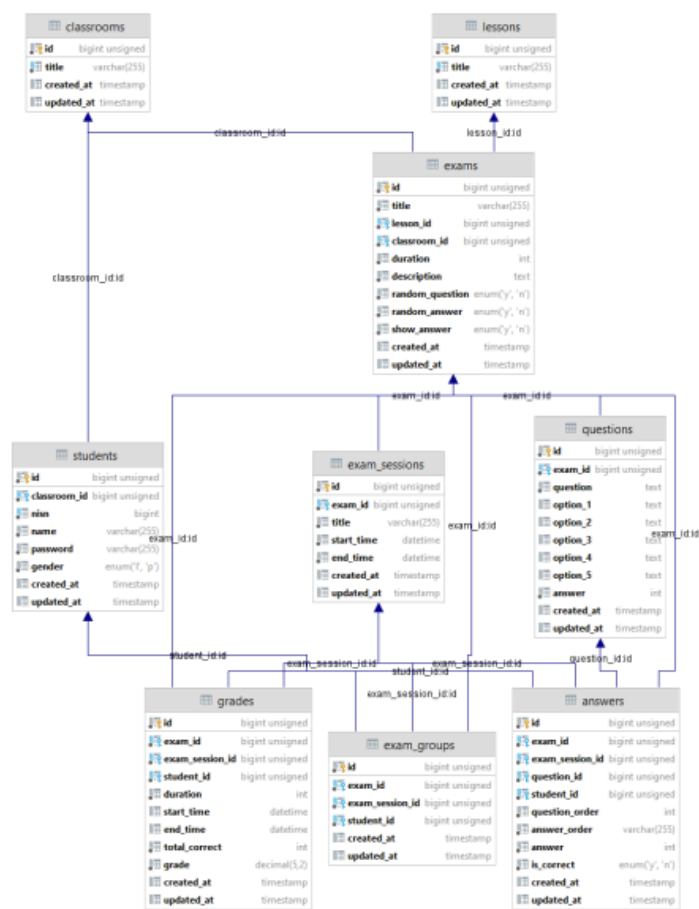 classrooms
id bigint unsigned
title varchar(255)
created_at timestamp
updated_at timestamp
lessons
id bigint unsigned
title varchar(255)
created_at timestamp
updated_at timestamp
classroom_id:id
lesson_id:id
exams
id bigint unsigned
title varchar(255)
lesson_id bigint unsigned
classroom_id bigint unsigned
duration int
description text
random_question enum('y', 'n')
random_answer enum('y', 'n')
show_answer enum('y', 'n')
created_at timestamp
updated_at timestamp
classroom_id:id
exam_id:id
exam_id:id
students
id bigint unsigned
classroom_id bigint unsigned
nisn bigint
name varchar(255)
password varchar(255)
gender enum('l', 'p')
created_at timestamp
updated_at timestamp
exam_sessions
id bigint unsigned
exam_id bigint unsigned
title varchar(255)
start_time datetime
end_time datetime
created_at timestamp
updated_at timestamp
questions
id bigint unsigned
exam_id bigint unsigned
question text
option_1 text
option_2 text
option_3 text
option_4 text
option_5 text
answer int
created_at timestamp
updated_at timestamp
exam_id:id
exam_id:id
exam_id:id
student_id:id
exam_session_id:id
student_id:id
exam_session_id:id
question_id:id
exam_session_id:id
grades
id bigint unsigned
exam_id bigint unsigned
exam_session_id bigint unsigned
student_id bigint unsigned
duration int
start_time datetime
end_time datetime
total_correct int
grade decimal(5,2)
created_at timestamp
updated_at timestamp
exam_groups
id bigint unsigned
exam_id bigint unsigned
exam_session_id bigint unsigned
student_id bigint unsigned
created_at timestamp
updated_at timestamp
answers
id bigint unsigned
exam_id bigint unsigned
exam_session_id bigint unsigned
question_id bigint unsigned
student_id bigint unsigned
question_order int
answer_order varchar(255)
answer int
is_correct enum('y', 'n')
created_at timestamp
updated_at timestamp